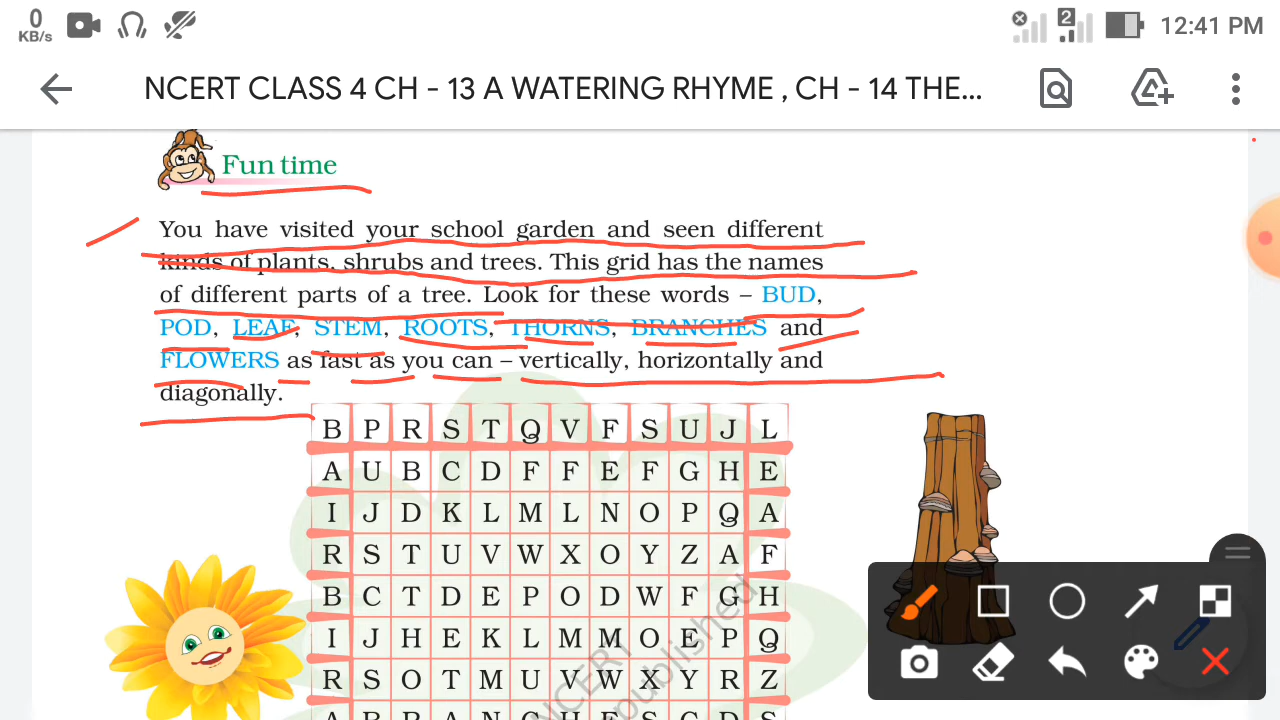 0
KB/s
2
12:41 PM
NCERT CLASS 4 CH - 13 A WATERING RHYME , CH - 14 THE...
Fun time
You have visited your school garden and seen different
kinds of plants, shrubs and trees. This grid has the names
of different parts of a tree. Look for these words – BUD,
POD, LEAF, STEM, ROOTS, THORNS, BRANCHES and
FLOWERS as fast as you can – vertically, horizontally and
diagonally.
B P R S T Q V F S U J L
A U B C D F F E F G H E
I J D K L M L N O P Q A
R S T U V W X O Y Z A F
B C T D E P O D W F G H
I J H E K L M M O E P Q
R S O T M U V W X Y R Z
NCERT
published